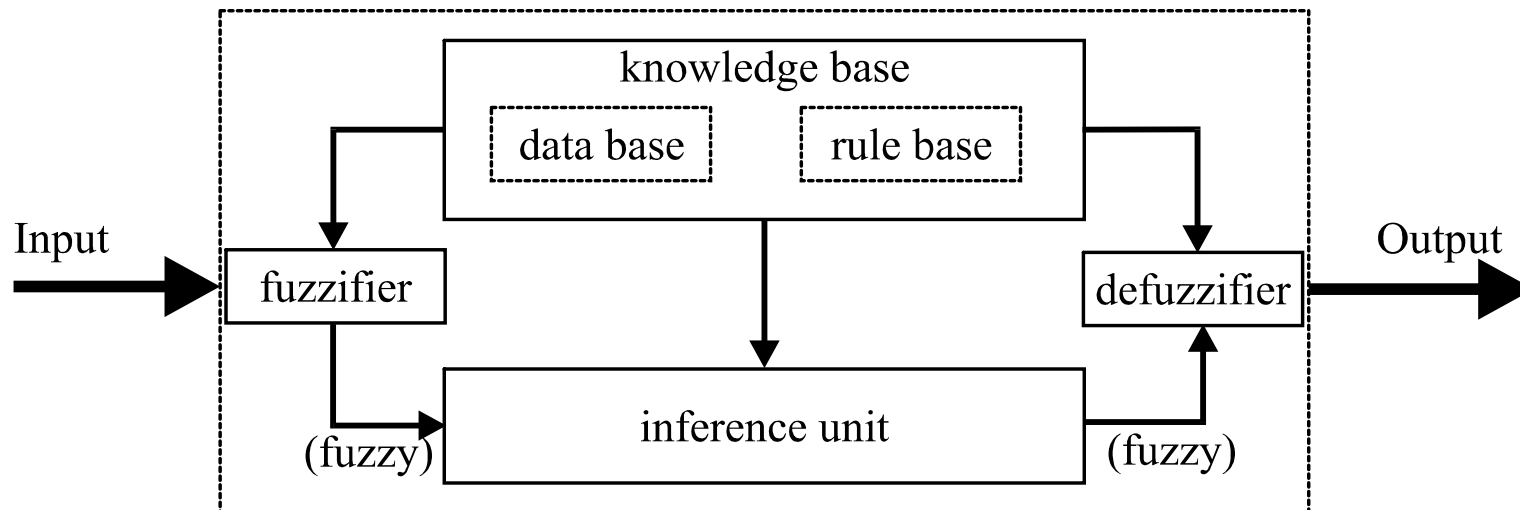 knowledge base
data base
rule base
Input
Output
fuzzifier
defuzzifier
inference unit
(fuzzy)
(fuzzy)